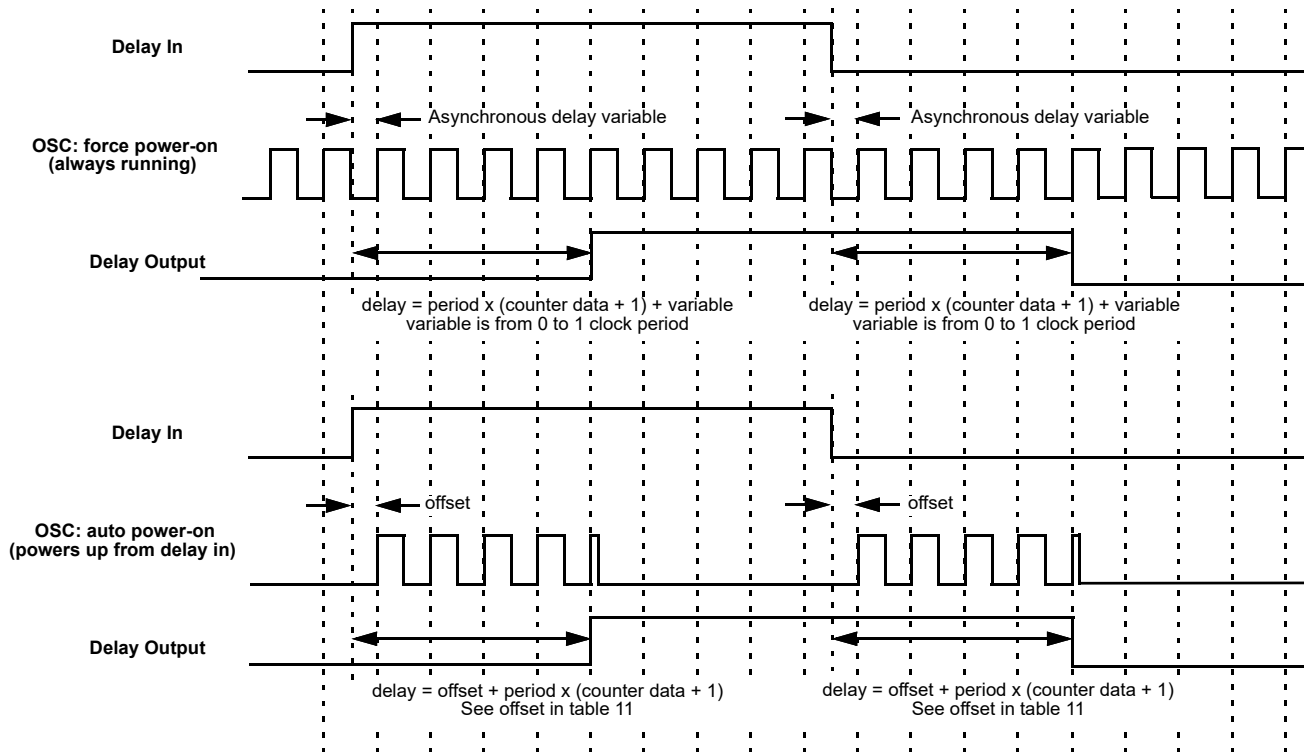 Delay In
Asynchronous delay variable
Asynchronous delay variable
OSC: force power-on
(always running)
Delay Output
delay = period x (counter data + 1) + variable
variable is from 0 to 1 clock period
delay = period x (counter data + 1) + variable
variable is from 0 to 1 clock period
Delay In
offset
offset
OSC: auto power-on
(powers up from delay in)
Delay Output
delay = offset + period x (counter data + 1)
See offset in table 11
delay = offset + period x (counter data + 1)
See offset in table 11